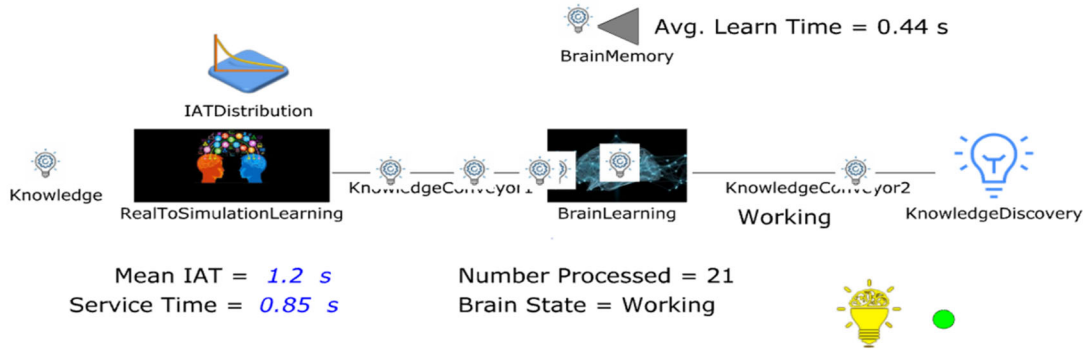 Avg. Learn Time = 0.44 s
BrainMemory
IATDistribution
Knowledge
RealToSimulationLearning
KnowledgeConveyor1
BrainLearning
KnowledgeConveyor2
Working
KnowledgeDiscovery
Mean IAT = 1.2 s
Service Time = 0.85 s
Number Processed = 21
Brain State = Working